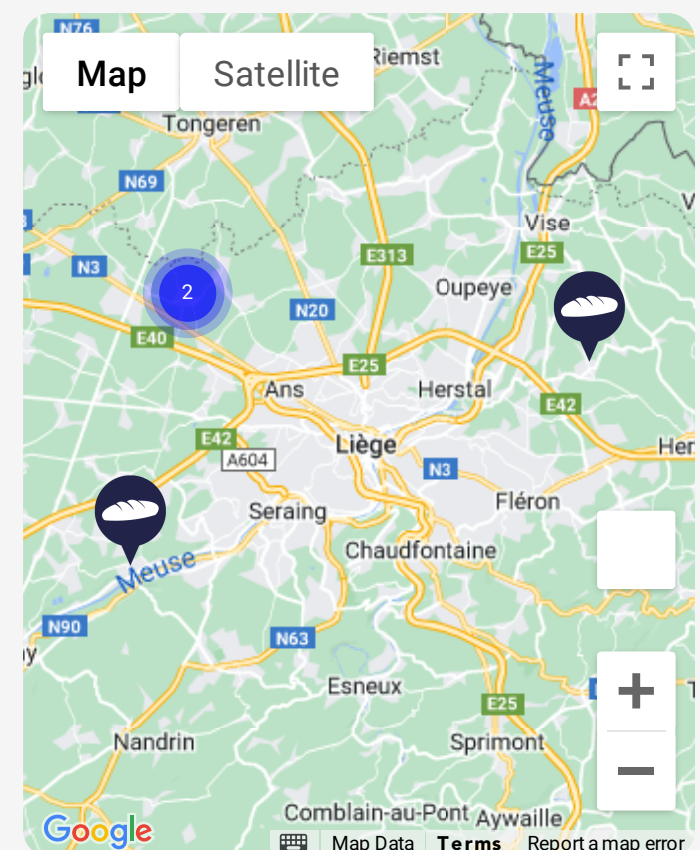 N76
Map
Satellite
Riemst
Meuse
Tongeren
N69
Vise
E25
E313
N3
2
Oupeye
N20
E40
E25
Ans
Herstal
E42
E42
Liège
A604
N3
Fléron
Seraing
Chaudfontaine
Meuse
N90
N63
Esneux
E25
Nandrin
Sprimont
Comblain-au-Pont
Aywaille
Google
Map Data
Terms
Report a map error